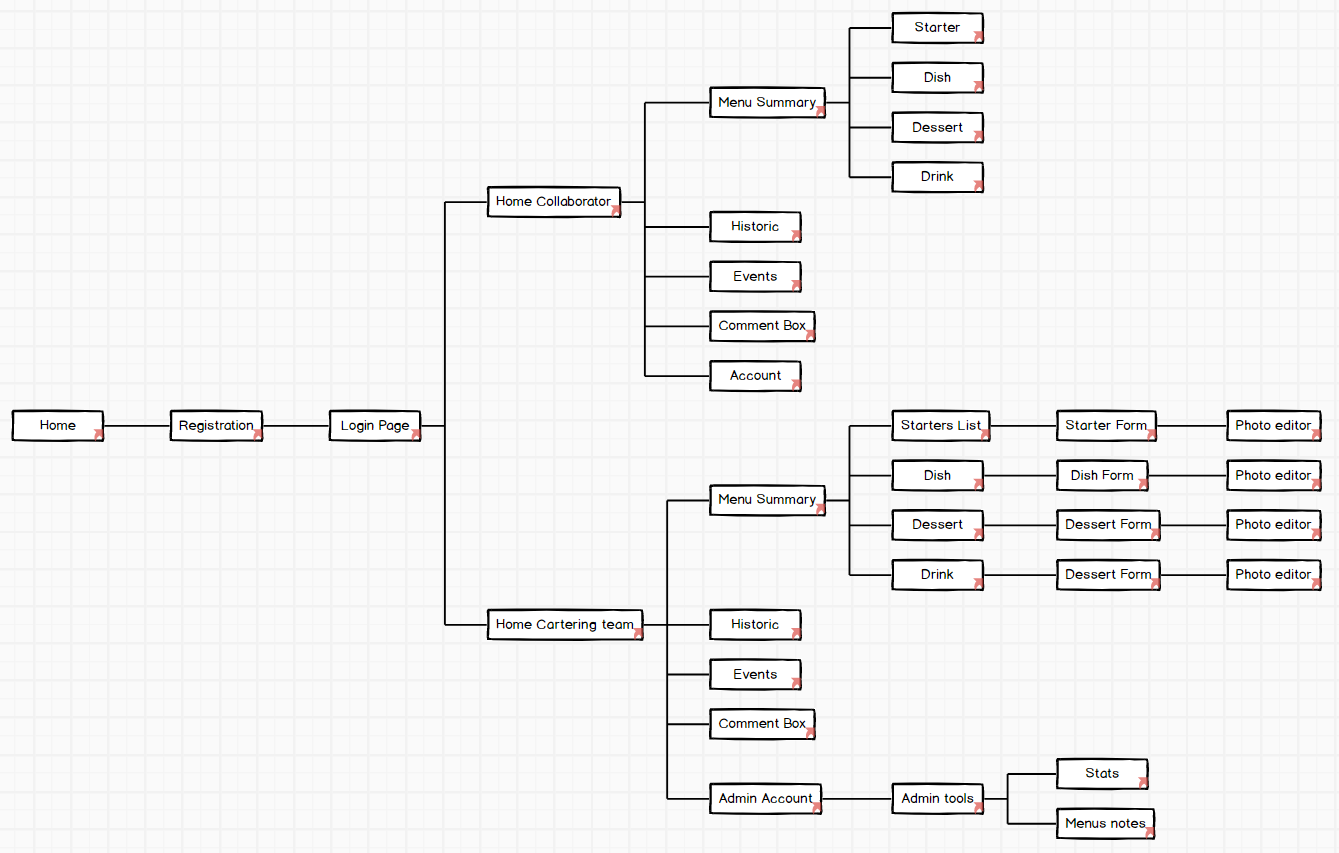 Starter
Dish
Menu Summary
Dessert
Drink
Home Collaborator
Historic
Events
Comment Box
Account
Home
Registration
Login Page
Starters List
Starter Form
Photo editor
Dish
Dish Form
Photo editor
Menu Summary
Dessert
Dessert Form
Photo editor
Drink
Dessert Form
Photo editor
Home Cartering team
Historic
Events
Comment Box
Stats
Admin Account
Admin tools
Menus notes